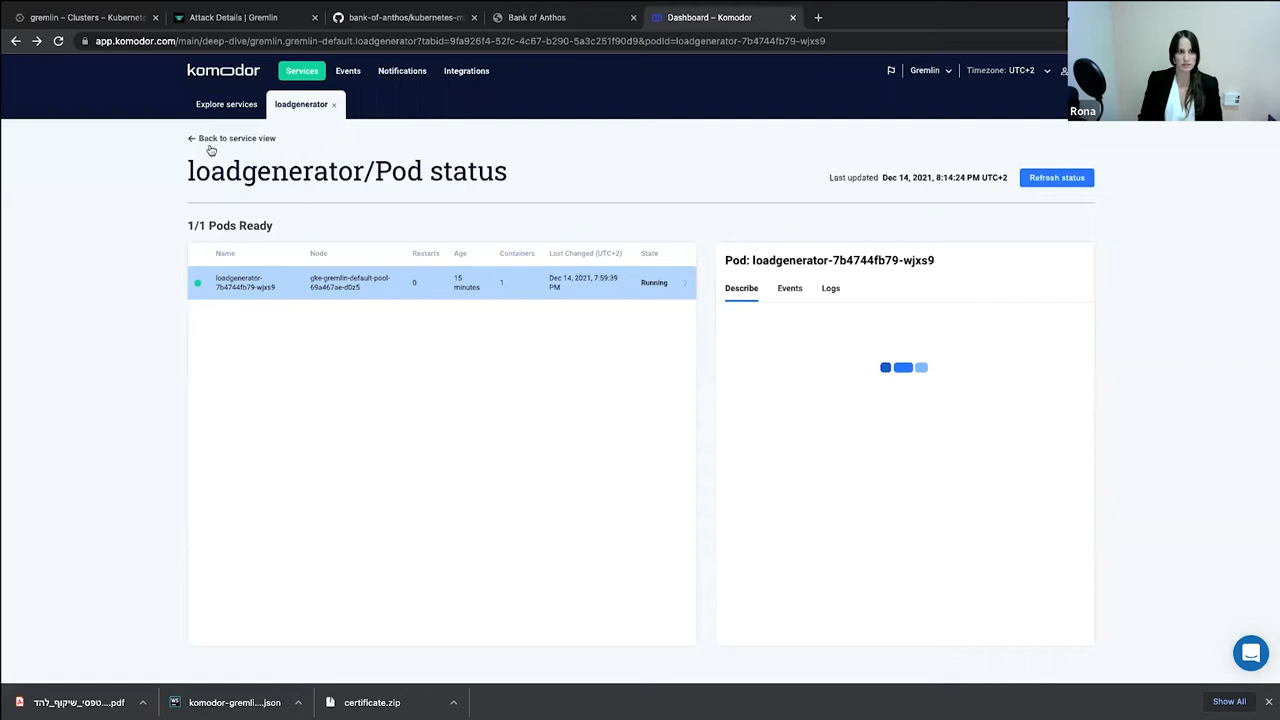 gremlin – Clusters – Kubernete
Attack Details | Gremlin
bank-of-anthos/kubernetes-m
Bank of Anthos
Dashboard – Komodor
app.komodor.com/main/deep-dive/gremlin.gremlin-default.loadgenerator?tabid=9fa926f4-52fc-4c67-b290-5a3c251f90d9&podId=loadgenerator-7b4744fb79-wjxs9
komodor
Services
Events
Notifications
Integrations
Gremlin
Timezone: UTC+2
Rona
Explore services
loadgenerator
Back to service view
loadgenerator/Pod status
Last updated Dec 14, 2021, 8:14:24 PM UTC+2
Refresh status
1/1 Pods Ready
Name Node Restarts Age Containers Last Changed (UTC+2) State
loadgenerator-
7b4744fb79-wjxs9
gke-gremlin-default-pool-
69a467ae-d0z5
0
15
minutes
1
Dec 14, 2021, 7:59:39
PM
Running
Pod: loadgenerator-7b4744fb79-wjxs9
Describe
Events
Logs
טספי_שיקוף_להד....pdf
komodor-gremli....json
certificate.zip
Show All